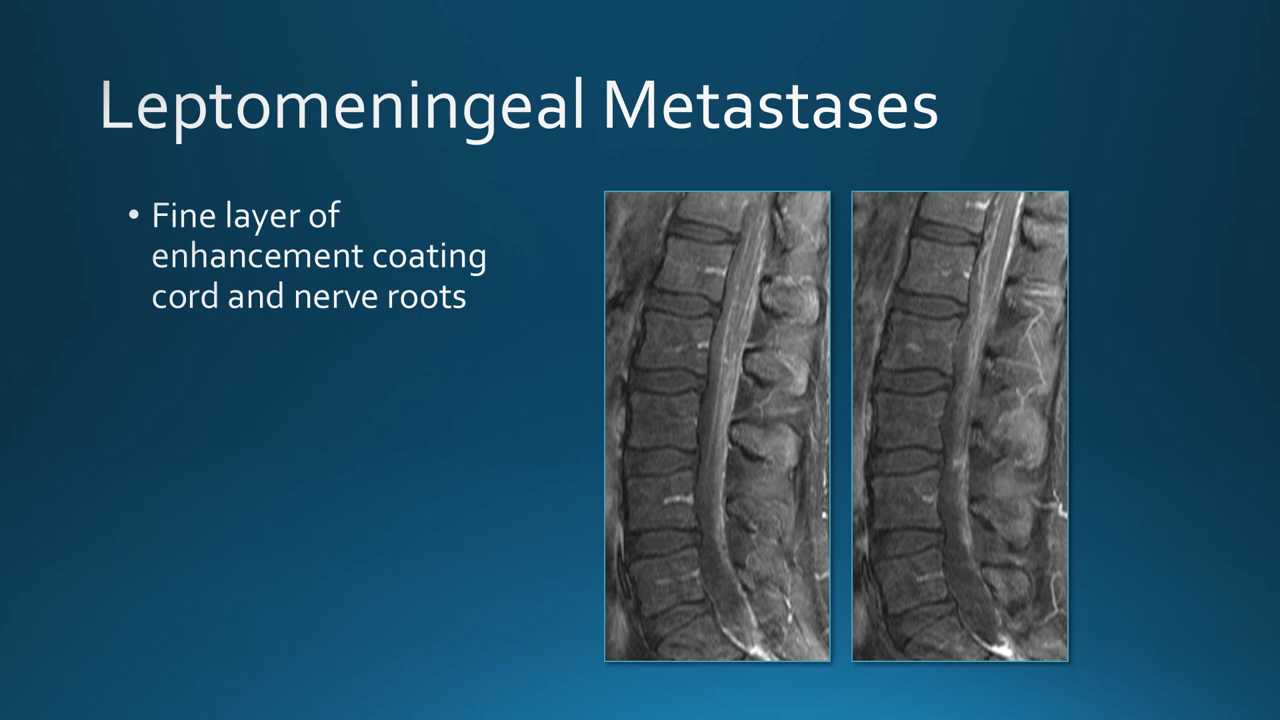 Leptomeningeal Metastases
• Fine layer of
enhancement coating
cord and nerve roots